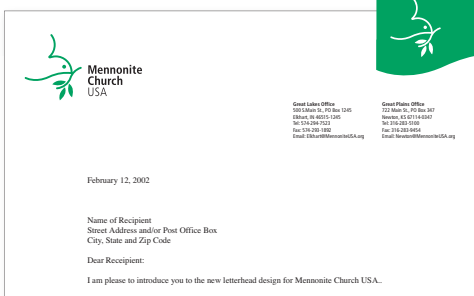 Mennonite
Church
USA
Great Lakes Office
500 S.Main St., PO Box 1245
Elkhart, IN 46515-1245
Tel: 574-294-7523
Fax: 574-293-1892
Email: Elkhart@MennoniteUSA.org
Great Plains Office
722 Main St., PO Box 347
Newton, KS 67114-0347
Tel: 316-283-5100
Fax: 316-283-0454
Email: Newton@MennoniteUSA.org
February 12, 2002
Name of Recipient
Street Address and/or Post Office Box
City, State and Zip Code
Dear Receipient:
I am please to introduce you to the new letterhead design for Mennonite Church USA..